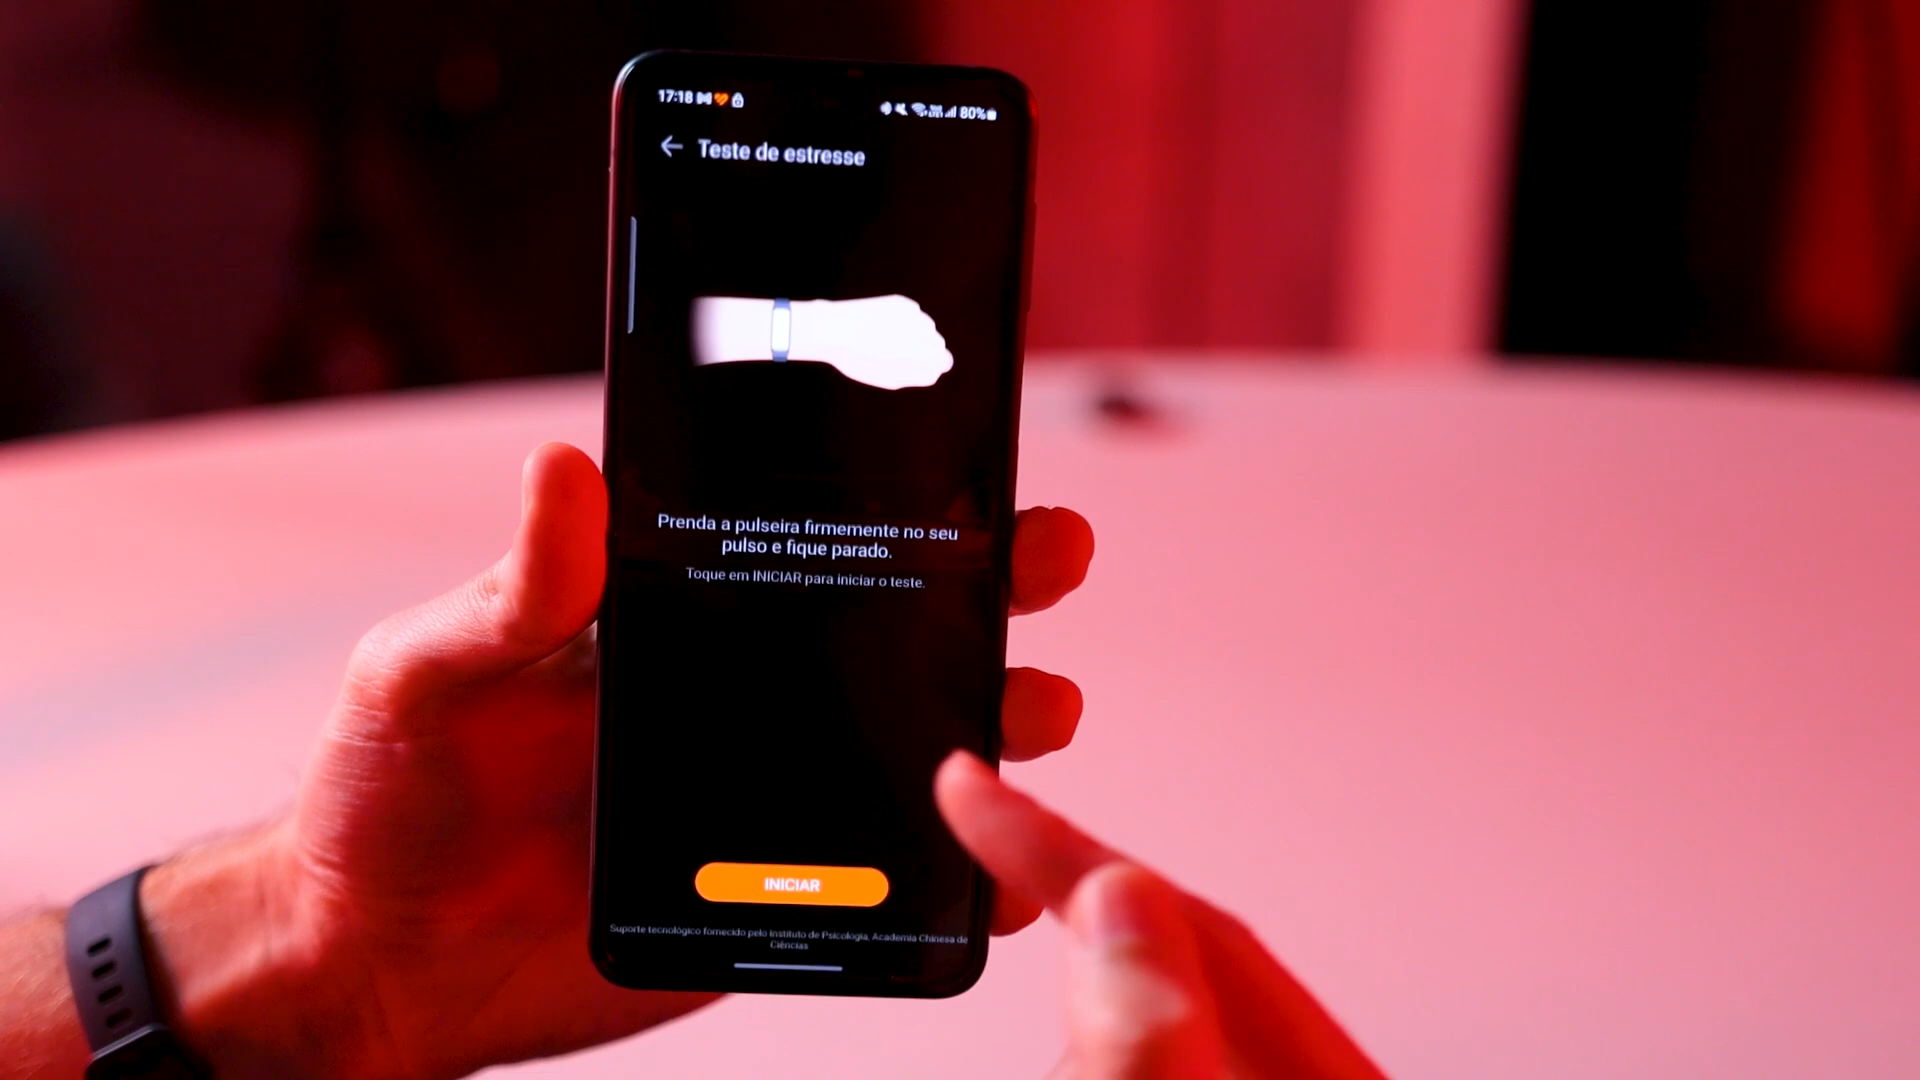 17:18
80%
Teste de estresse
Prenda a pulseira firmemente no seu
pulso e fique parado.
Toque em INICIAR para iniciar o teste.
INICIAR
Suporte tecnológico fornecido pelo Instituto de Psicologia, Academia Chinesa de
Ciências